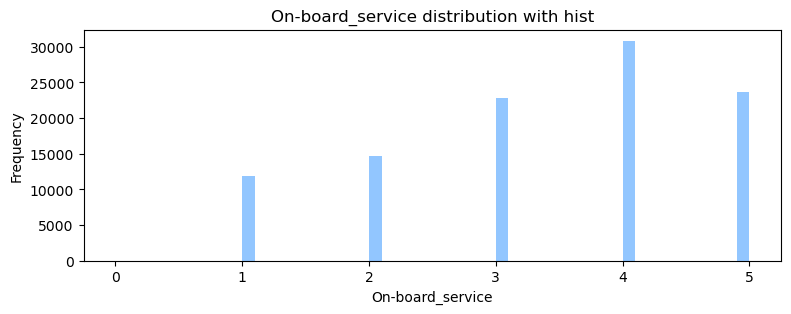 On-board_service distribution with hist
30000
25000
20000
15000
10000
5000
0
Frequency
0 1 2 3 4 5
On-board_service